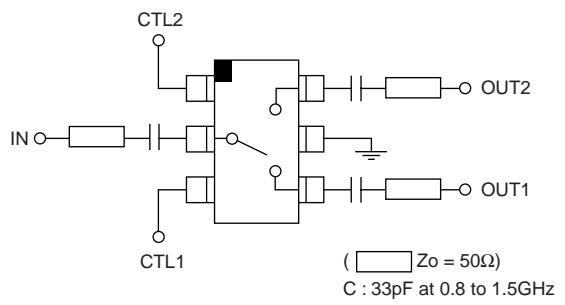 CTL2
OUT2
IN
OUT1
CTL1
( Zo = 50Ω)
C : 33pF at 0.8 to 1.5GHz